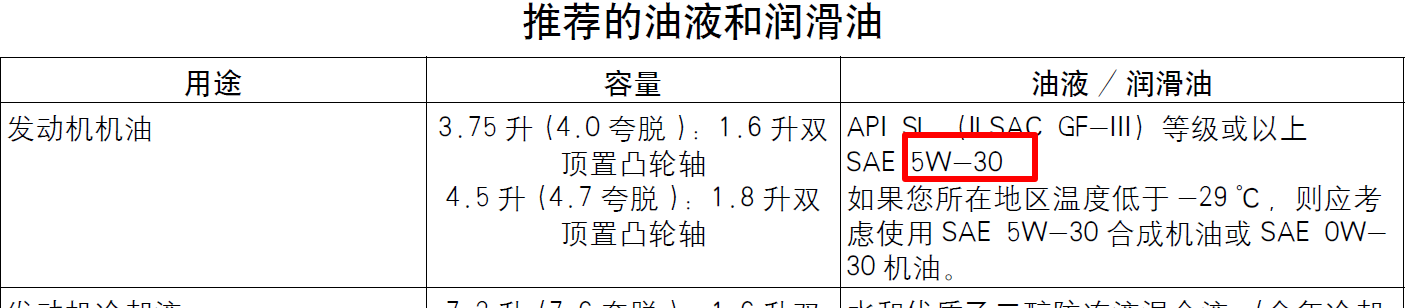 推荐的油液和润滑油
用途 容量 油液 / 润滑油
发动机机油
3.75 升 (4.0 夸脱 ): 1.6 升双
顶置凸轮轴
4.5 升 (4.7 夸脱 ): 1.8 升双
顶置凸轮轴
API SL (ILSAC GF-III) 等级或以上
SAE 5W-30
如果您所在地区温度低于 -29 ℃, 则应考
虑使用 SAE 5W-30 合成机油或 SAE 0W-
30 机油。